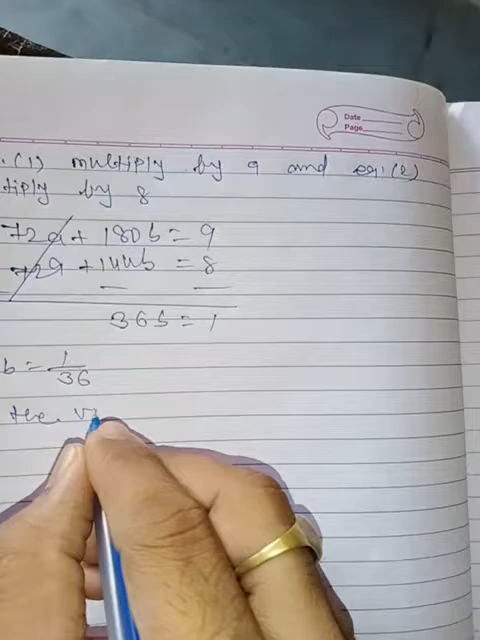 Date
Page
.(1) multiply by 9 and eq:(2)
tiply by 8
72a + 180b = 9
72a + 144b = 8
— —
36b = 1
b = 1/36
the v